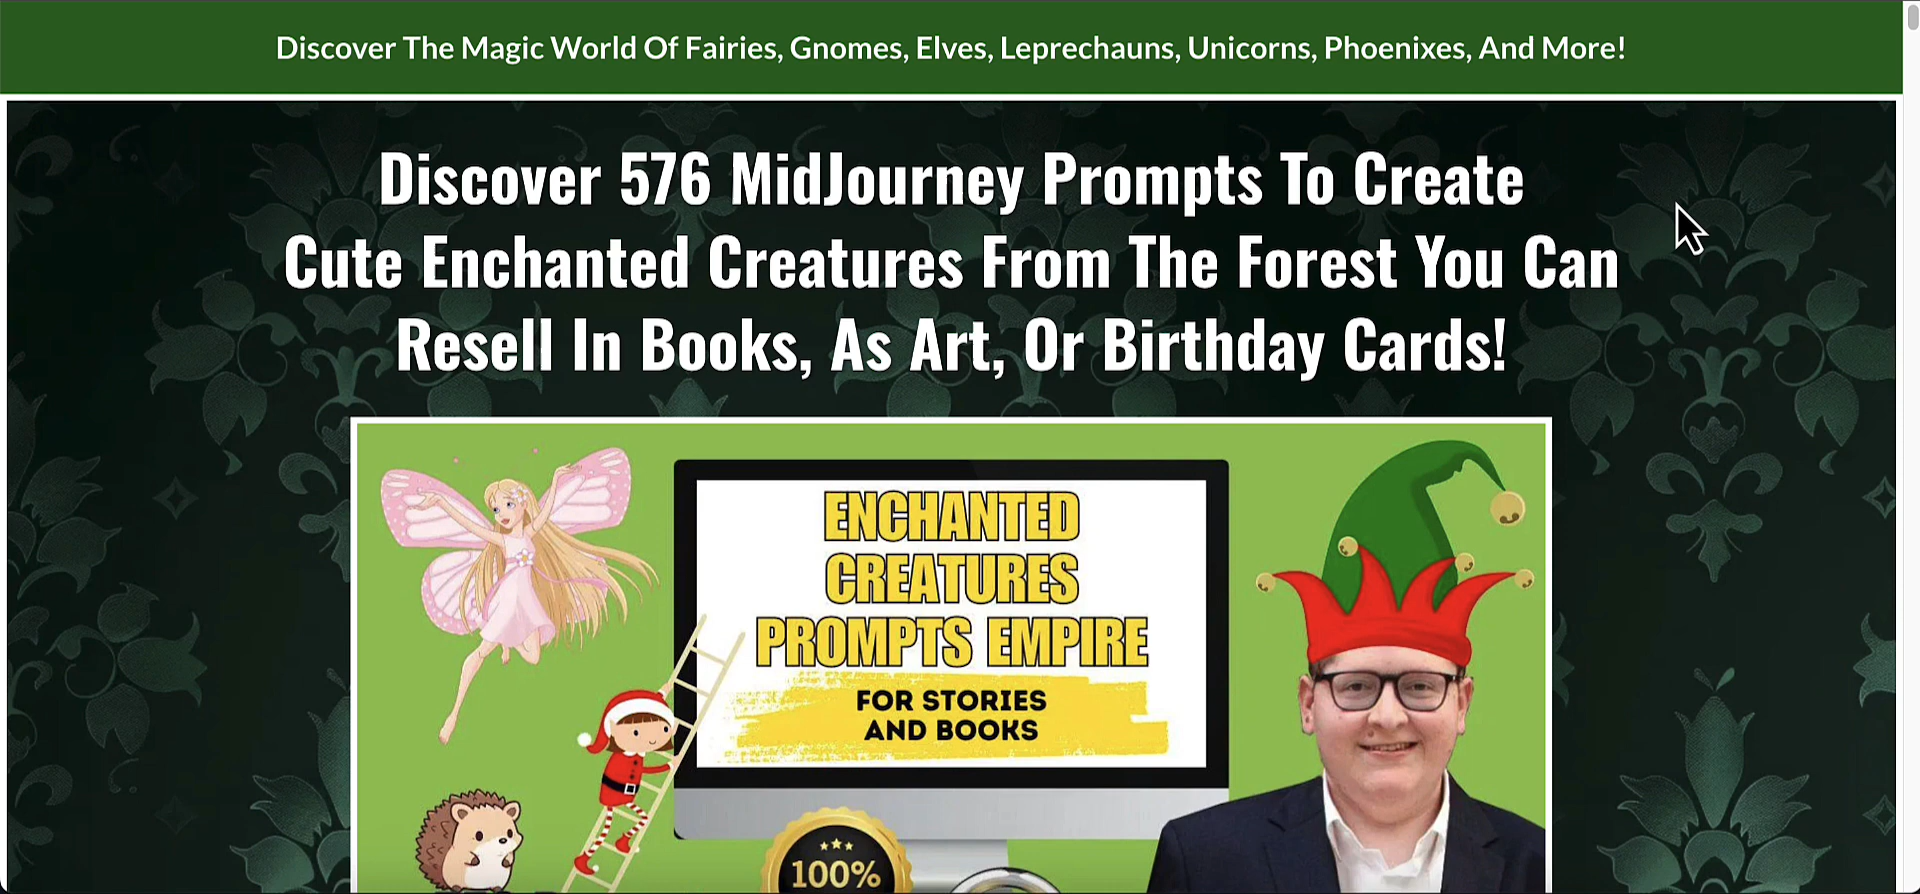 Discover The Magic World Of Fairies, Gnomes, Elves, Leprechauns, Unicorns, Phoenixes, And More!
Discover 576 MidJourney Prompts To Create
Cute Enchanted Creatures From The Forest You Can
Resell In Books, As Art, Or Birthday Cards!
ENCHANTED
CREATURES
PROMPTS EMPIRE
FOR STORIES
AND BOOKS
100%